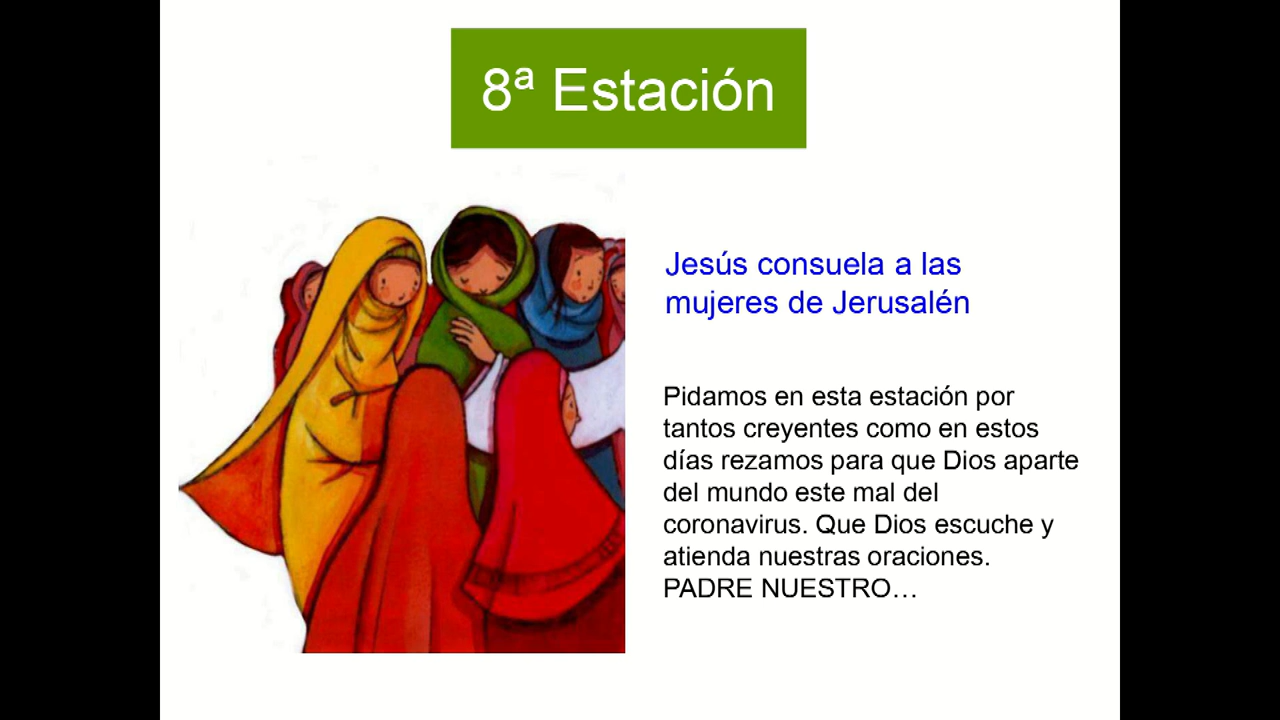 8ª Estación
Jesús consuela a las
mujeres de Jerusalén
Pidamos en esta estación por
tantos creyentes como en estos
días rezamos para que Dios aparte
del mundo este mal del
coronavirus. Que Dios escuche y
atienda nuestras oraciones.
PADRE NUESTRO…